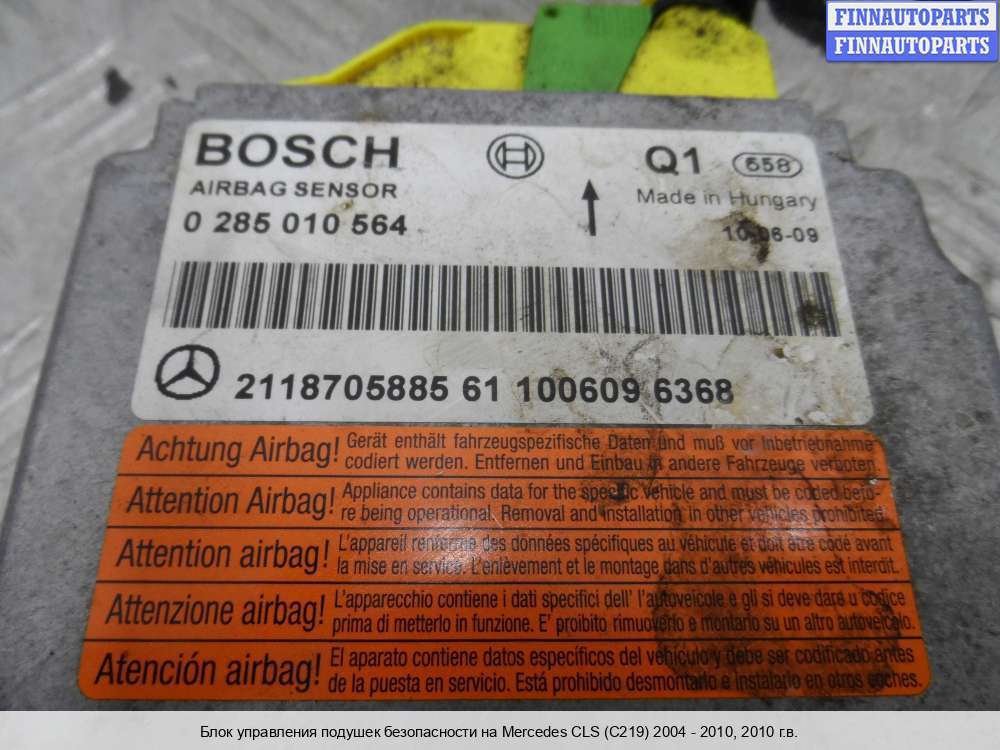 FINNAUTOPARTS
FINNAUTOPARTS
BOSCH
Q1 658
AIRBAG SENSOR
Made in Hungary
0 285 010 564
10-06-09
2118705885 61 1006096368
Achtung Airbag! Gerät enthält fahrzeugspezifische Daten und muß vor Inbetriebnahme
codiert werden. Entfernen und Einbau in andere Fahrzeuge verboten.
Attention Airbag! Appliance contains data for the specific vehicle and must be coded befo-
re being operational. Removal and installation in other vehicles prohibited.
Attention airbag! L'appareil renferme des données spécifiques au véhicule et doit être codé avant
la mise en service. L'enlèvement et le montage dans d'autres véhicules est interdit.
Attenzione airbag! L'apparecchio contiene i dati specifici dell' l'autoveicole e gli si deve dare u codice
prima di metterlo in funzione. E' proibito rimuoverlo e montarlo su un altro autoveicolo.
Atención airbag! El aparato contiene datos específicos del vehículo y debe ser codificado antes
de la puesta en servicio. Está prohibido desmontarlo e instalarlo en otros coches.
Блок управления подушек безопасности на Mercedes CLS (C219) 2004 - 2010, 2010 г.в.